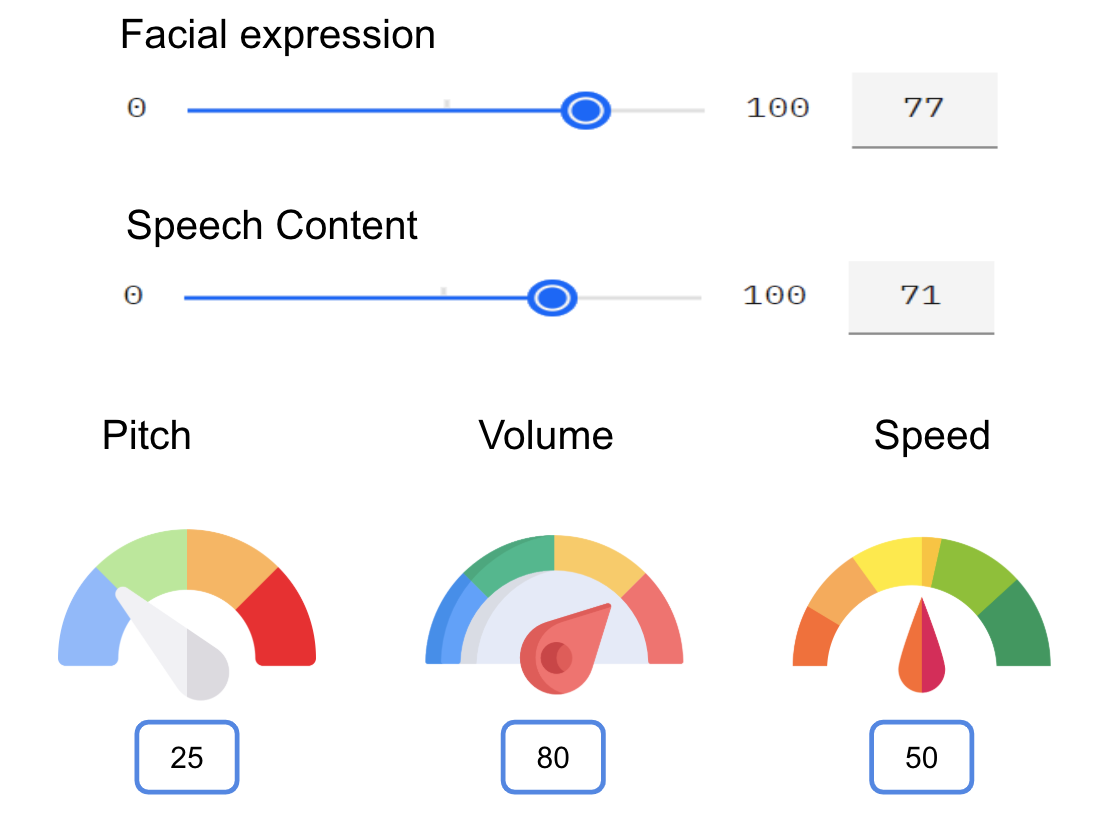 Facial expression
0 100 77
Speech Content
0 100 71
Pitch Volume Speed
25 80 50